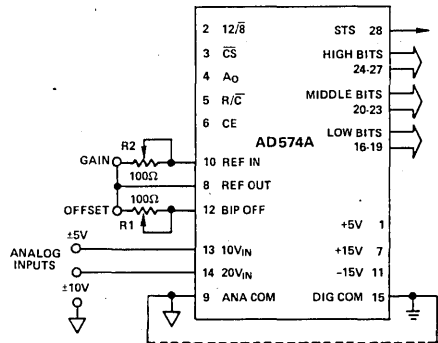 2 12/8̅ STS 28
3 C̅S̅ HIGH BITS
24-27
4 AO
MIDDLE BITS
5 R/C̅ 20-23
6 CE LOW BITS
16-19
R2 AD574A
GAIN
100Ω 10 REF IN
8 REF OUT
100Ω
OFFSET 12 BIP OFF
R1 +5V 1
±5V
13 10VIN +15V 7
ANALOG
INPUTS 14 20VIN -15V 11
±10V
9 ANA COM DIG COM 15